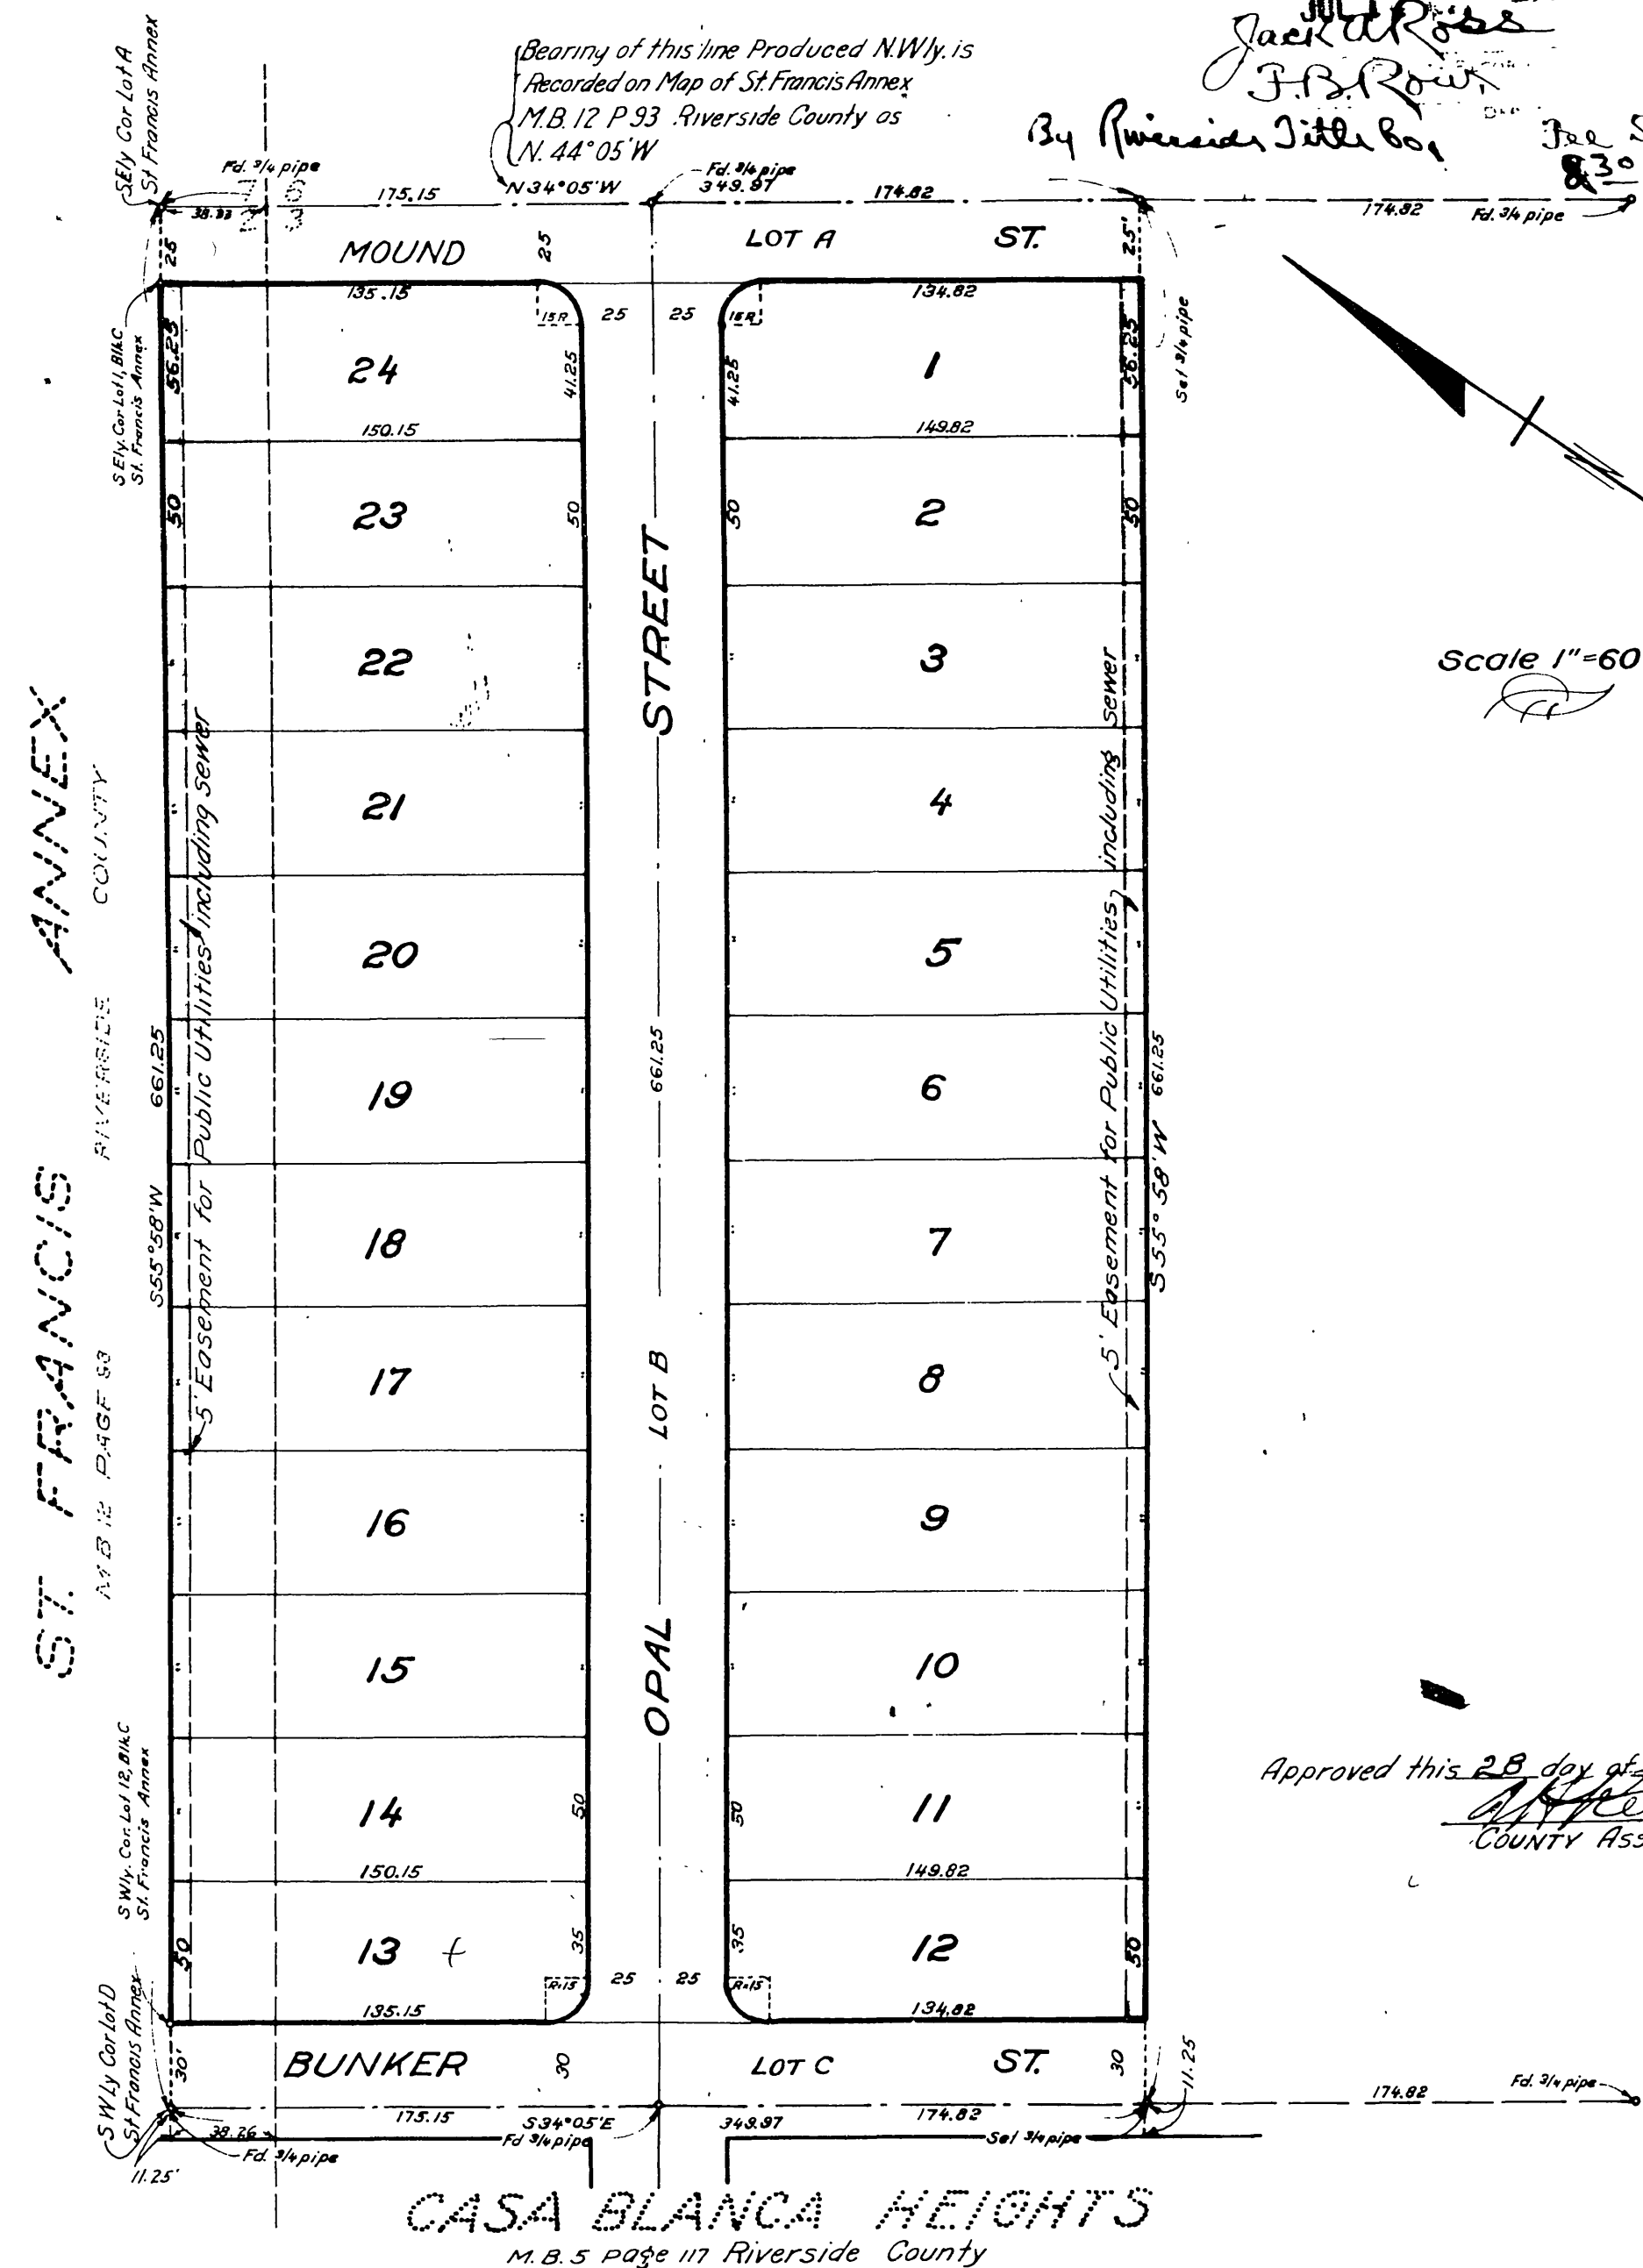 Jack A Ross
F.B. Row
By Riverside Title Co.
Fee $
830
Bearing of this line Produced N.Wly. is
Recorded on Map of St. Francis Annex
M.B. 12 P 93 Riverside County as
N. 44°05'W
SEly Cor Lot A
St Francis Annex
Fd. 3/4 pipe
38.93
175.15
N 34°05'W
Fd. 3/4 pipe
349.97
174.82
174.82
Fd. 3/4 pipe
25
MOUND
25
LOT A
ST.
25'
Set 3/4 pipe
SEly. Cor Lot 1, Blk C
St. Francis Annex
135.15
15 R
25
25
15 R
134.82
56.25
24
41.25
41.25
1
56.25
150.15
149.82
50
23
50
50
2
50
22
STREET
3
Scale 1"=60
21
4
20
5
19
661.25
6
18
7
17
LOT B
8
16
9
15
OPAL
10
14
50
50
11
150.15
149.82
50
13
35
35
12
50
R=15
25
25
R=15
135.15
134.82
5' Easement for Public Utilities including sewer
S55°58'W 661.25
5' Easement for Public Utilities, including sewer
S55°58'W 661.25
ST. FRANCIS ANNEX
M B 12 PAGE 93 RIVERSIDE COUNTY
Approved this 28 day of
COUNTY ASS
SWly. Cor. Lot 12, Blk C
St. Francis Annex
SWLy Cor Lot D
St Francis Annex
30'
BUNKER
30
LOT C
ST.
30
11.25
175.15
S34°05'E
349.97
174.82
174.82
Fd. 3/4 pipe
38.26
Fd. 3/4 pipe
Fd 3/4 pipe
Set 3/4 pipe
11.25'
CASA BLANCA HEIGHTS
M. B. 5 page 117 Riverside County